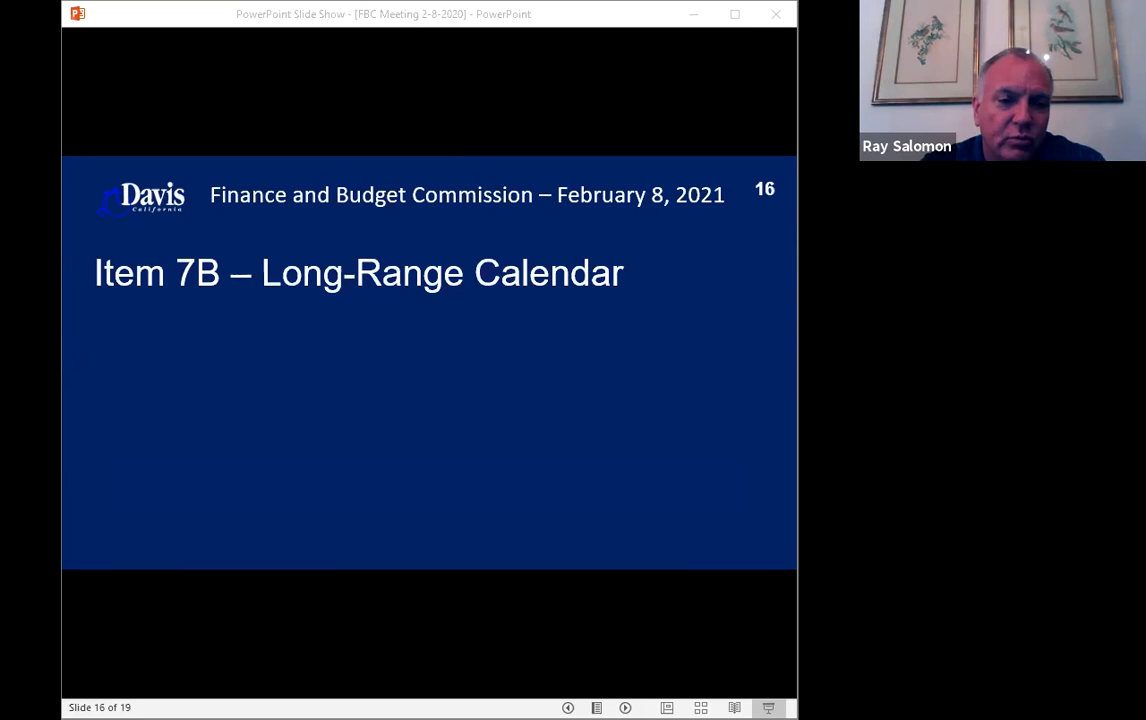 PowerPoint Slide Show - [FBC Meeting 2-8-2020] - PowerPoint
Ray Salomon
Davis
California
Finance and Budget Commission – February 8, 2021
16
Item 7B – Long-Range Calendar
Slide 16 of 19